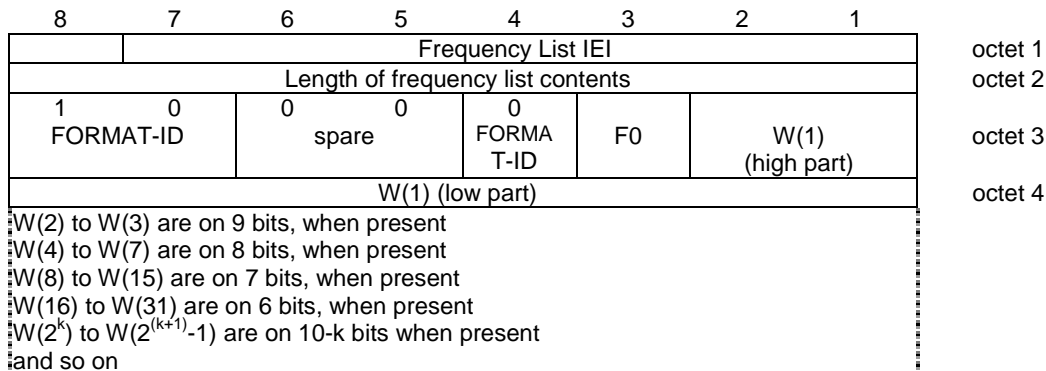 8 7 6 5 4 3 2 1
Frequency List IEI octet 1
Length of frequency list contents octet 2
1 0 0 0 0
FORMAT-ID spare FORMA F0 W(1) octet 3
T-ID (high part)
W(1) (low part) octet 4
W(2) to W(3) are on 9 bits, when present
W(4) to W(7) are on 8 bits, when present
W(8) to W(15) are on 7 bits, when present
W(16) to W(31) are on 6 bits, when present
W(2^k) to W(2^(k+1)-1) are on 10-k bits when present
and so on